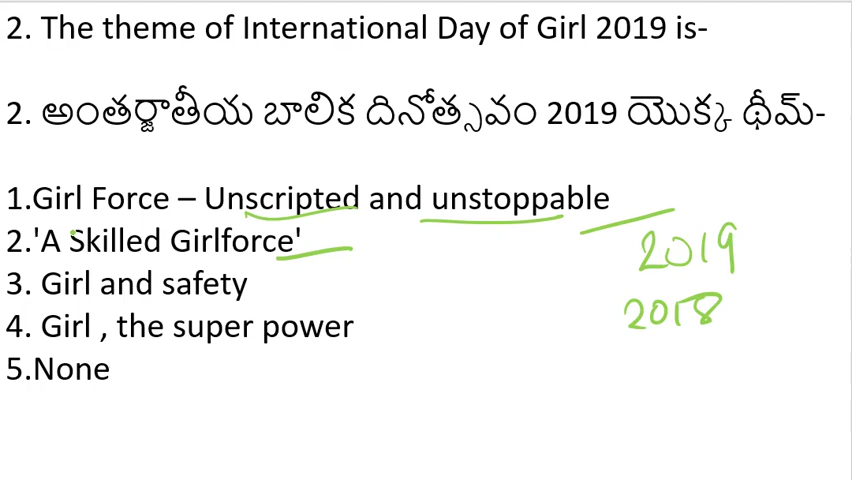 2. The theme of International Day of Girl 2019 is-
2. అంతర్జాతీయ బాలిక దినోత్సవం 2019 యొక్క థీమ్-
1.Girl Force – Unscripted and unstoppable
2.'A Skilled Girlforce'
2019
3. Girl and safety
2018
4. Girl , the super power
5.None